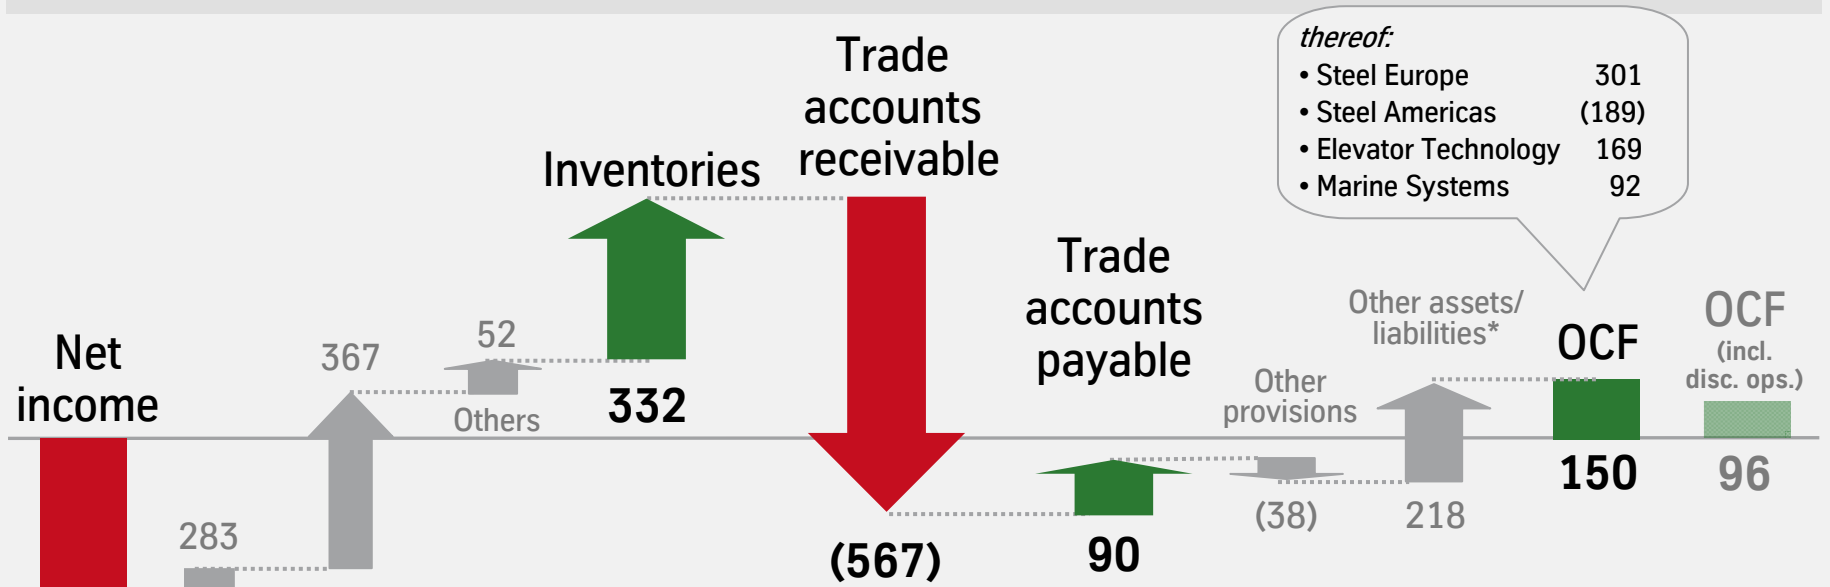 thereof:
• Steel Europe 301
• Steel Americas (189)
• Elevator Technology 169
• Marine Systems 92
Trade
accounts
receivable
Inventories
Trade
accounts
payable
Other assets/
liabilities*
OCF
OCF
(incl.
disc. ops.)
Net
income
367
52
Others
332
Other
provisions
150
96
283
(567)
90
(38)
218